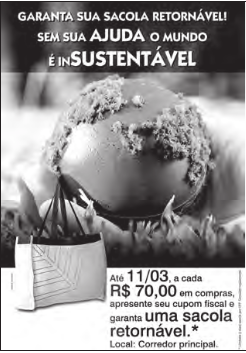 GARANTA SUA SACOLA RETORNÁVEL!
SEM SUA AJUDA O MUNDO
É inSUSTENTÁVEL
Até 11/03, a cada
R$ 70,00 em compras,
apresente seu cupom fiscal e
garanta uma sacola
retornável.*
Local: Corredor principal.